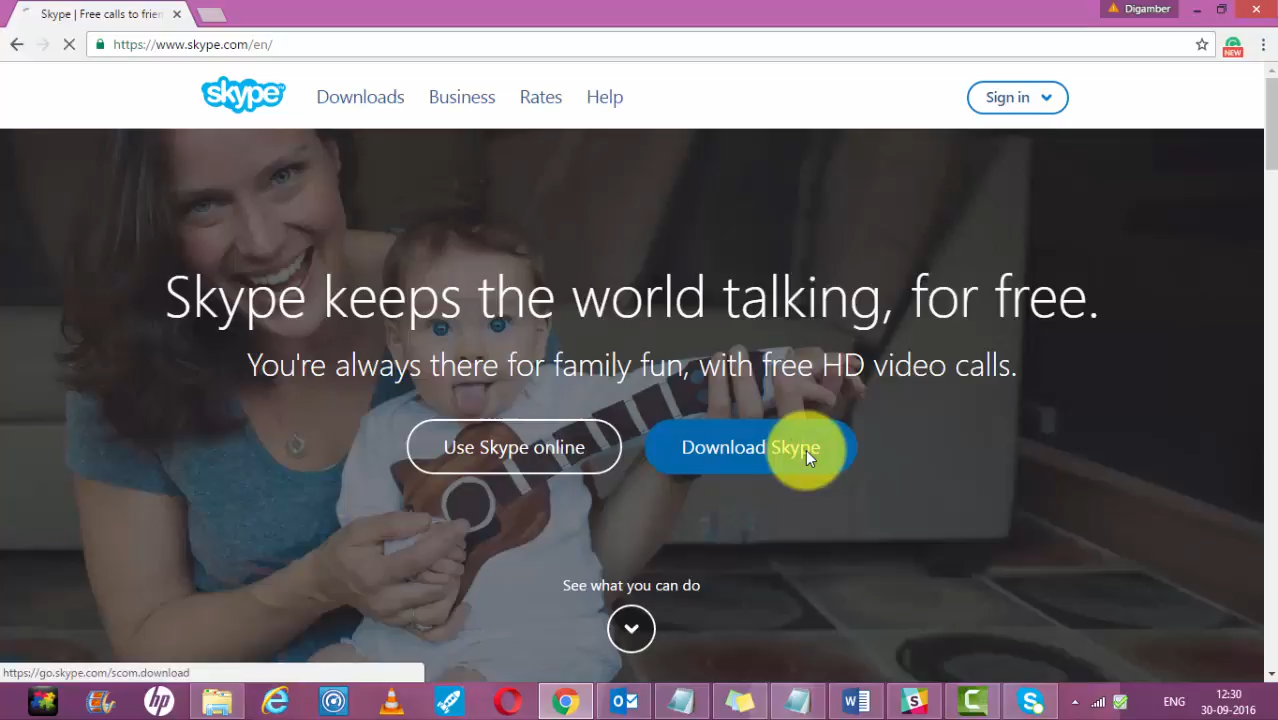 Skype | Free calls to frien
Digamber
https://www.skype.com/en/
NEW
skype
Downloads Business Rates Help
Sign in
Skype keeps the world talking, for free.
You're always there for family fun, with free HD video calls.
Use Skype online
Download Skype
See what you can do
https://go.skype.com/scom.download
ENG
12:30
30-09-2016